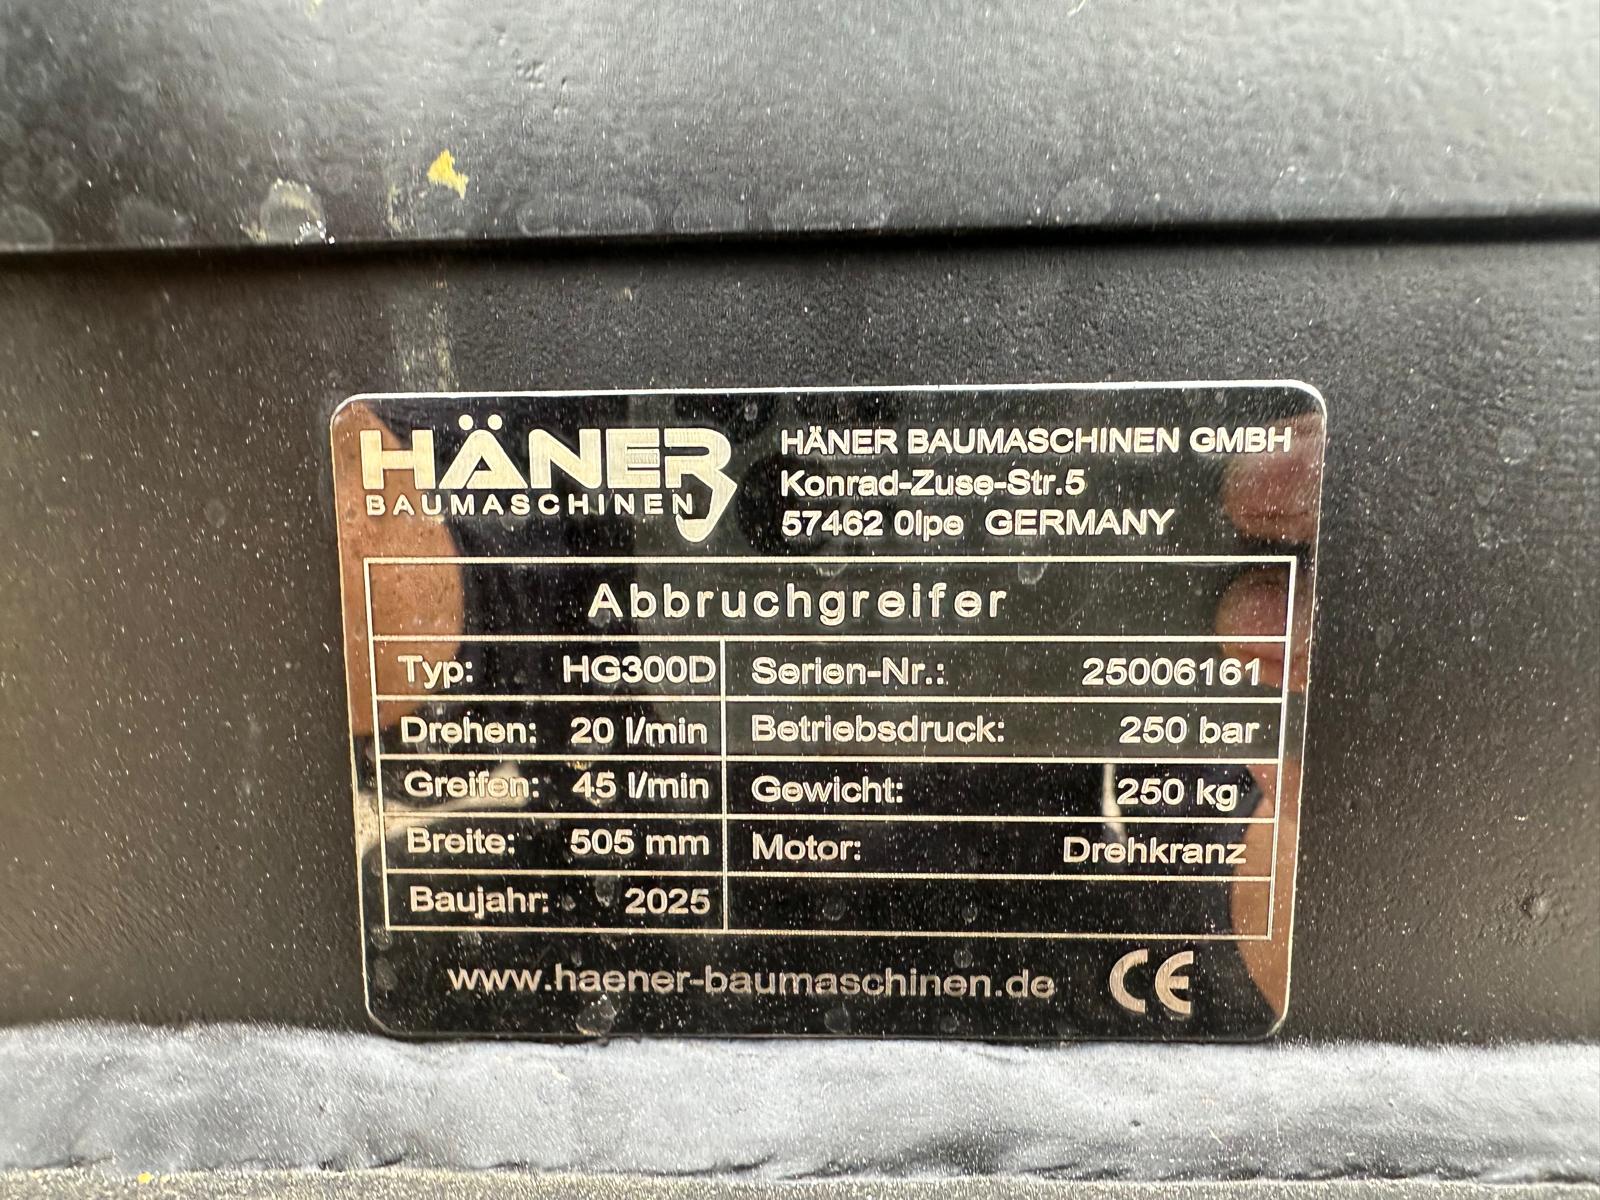 HÄNER
BAUMASCHINEN
HÄNER BAUMASCHINEN GMBH
Konrad-Zuse-Str.5
57462 Olpe GERMANY
Abbruchgreifer
Typ: HG300D Serien-Nr.: 25006161
Drehen: 20 l/min Betriebsdruck: 250 bar
Greifen: 45 l/min Gewicht: 250 kg
Breite: 505 mm Motor: Drehkranz
Baujahr: 2025
www.haener-baumaschinen.de CE